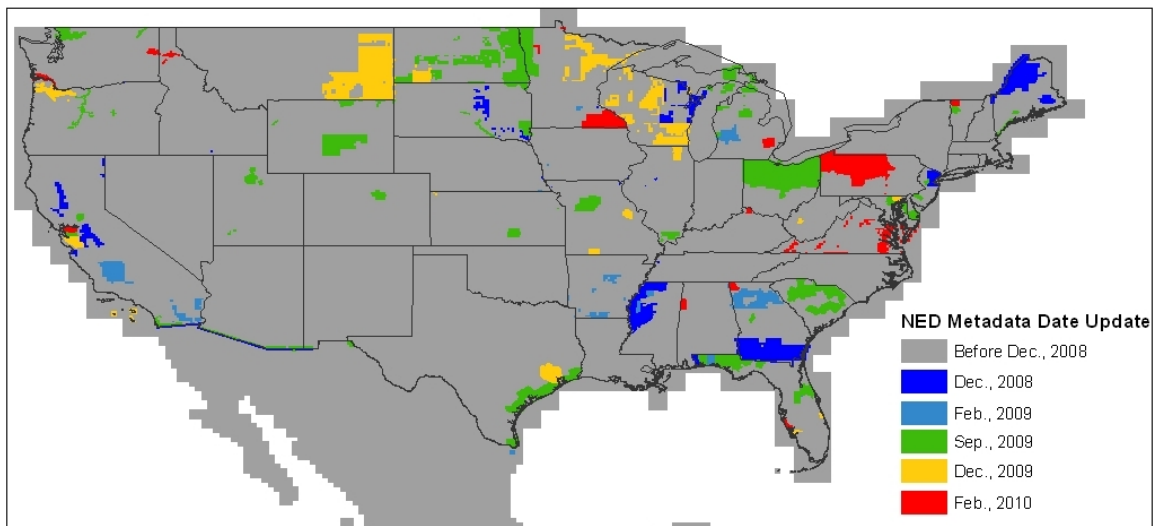 NED Metadata Date Update
Before Dec., 2008
Dec., 2008
Feb., 2009
Sep., 2009
Dec., 2009
Feb., 2010